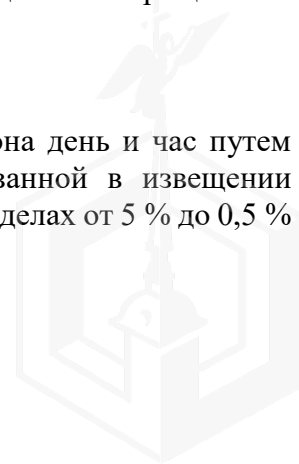 она день и час путем
занной в извещении
делах от 5 % до 0,5 %